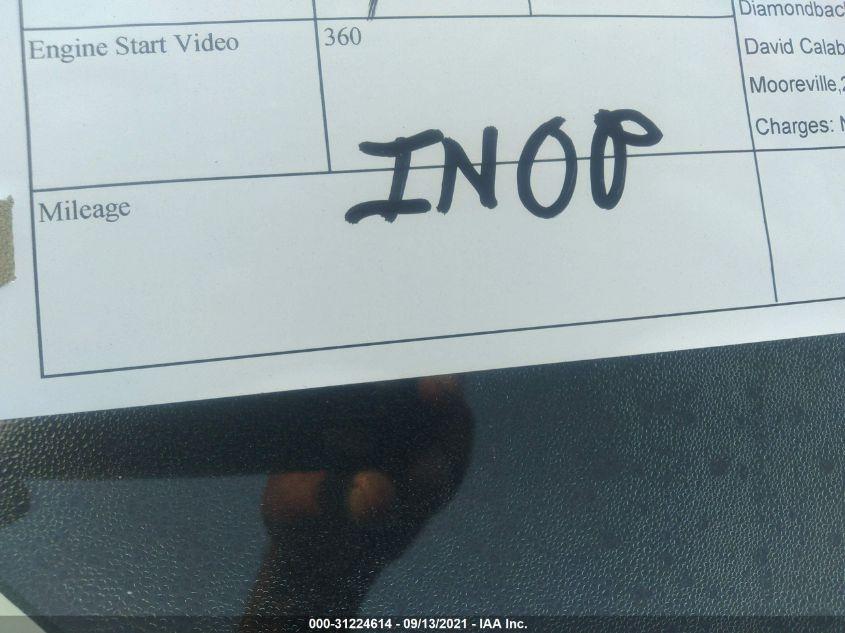 Diamondbac
Engine Start Video
360
David Calab
Mooreville,2
Charges: N
INOP
Mileage
000-31224614 - 09/13/2021 - IAA Inc.